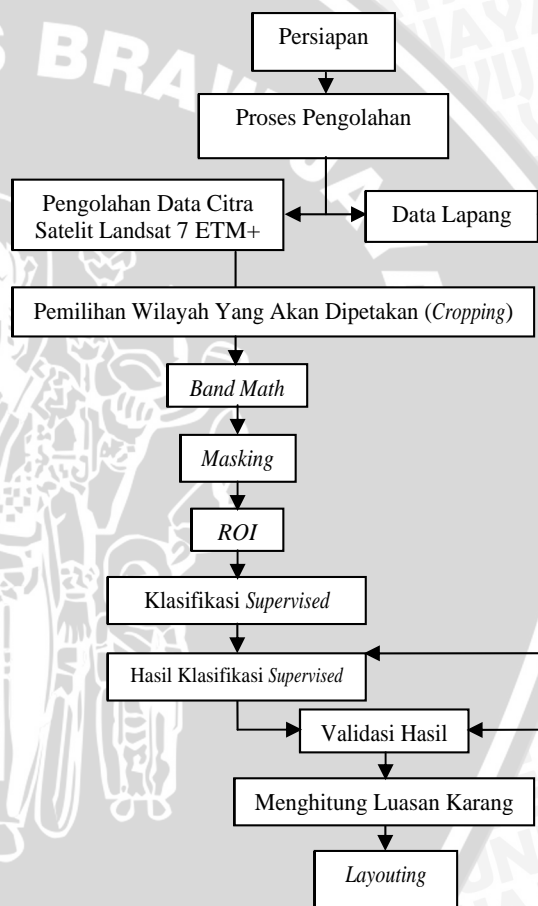 S BRAWIJAYA
Persiapan
Proses Pengolahan
Pengolahan Data Citra
Satelit Landsat 7 ETM+
Data Lapang
Pemilihan Wilayah Yang Akan Dipetakan (Cropping)
Band Math
Masking
ROI
Klasifikasi Supervised
Hasil Klasifikasi Supervised
Validasi Hasil
Menghitung Luasan Karang
Layouting